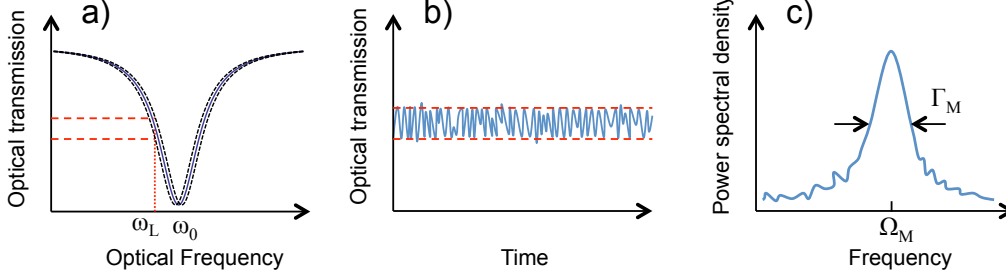 a)
Optical transmission
ω_L
ω_0
Optical Frequency
b)
Optical transmission
Time
c)
Power spectral density
Γ_M
Ω_M
Frequency